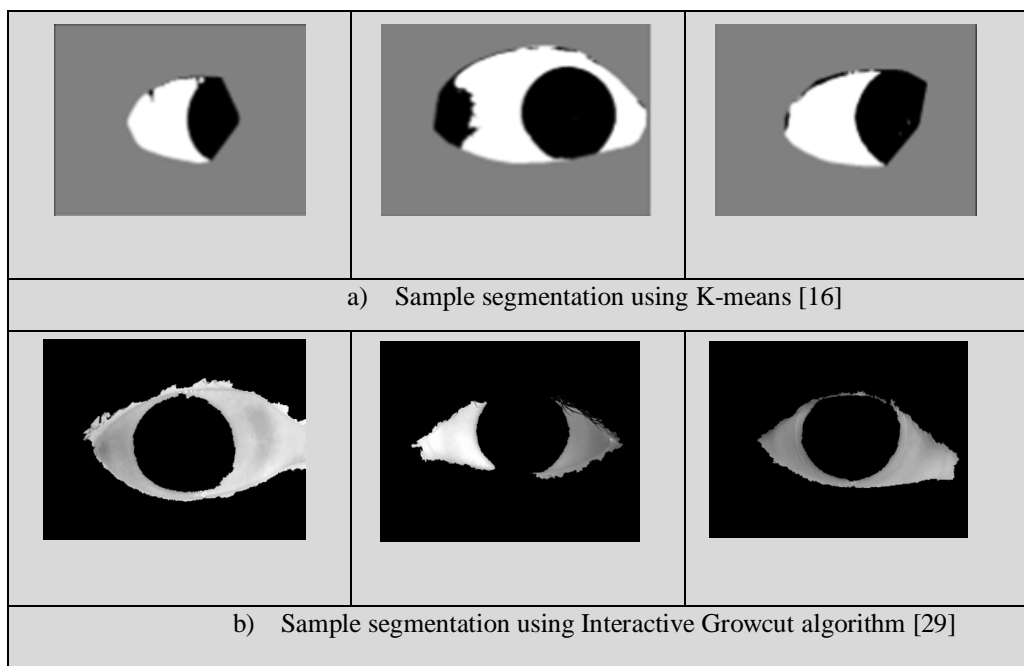 a) Sample segmentation using K-means [16]
b) Sample segmentation using Interactive Growcut algorithm [29]